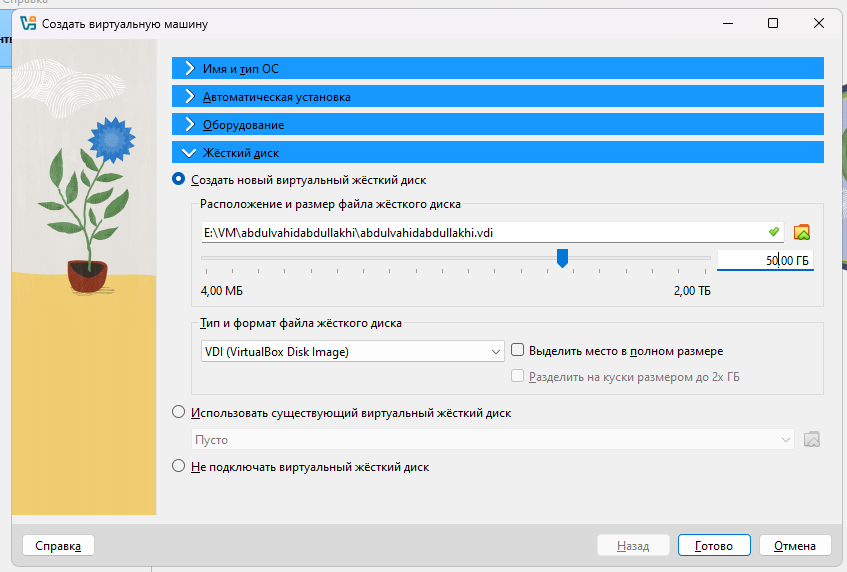 Справка
Создать виртуальную машину
Имя и тип ОС
Автоматическая установка
Оборудование
Жёсткий диск
Создать новый виртуальный жёсткий диск
Расположение и размер файла жёсткого диска
E:\VM\abdulvahidabdullakhi\abdulvahidabdullakhi.vdi
50,00 ГБ
4,00 МБ 2,00 ТБ
Тип и формат файла жёсткого диска
VDI (VirtualBox Disk Image) Выделить место в полном размере
Разделить на куски размером до 2х ГБ
Использовать существующий виртуальный жёсткий диск
Пусто
Не подключать виртуальный жёсткий диск
Справка Назад Готово Отмена